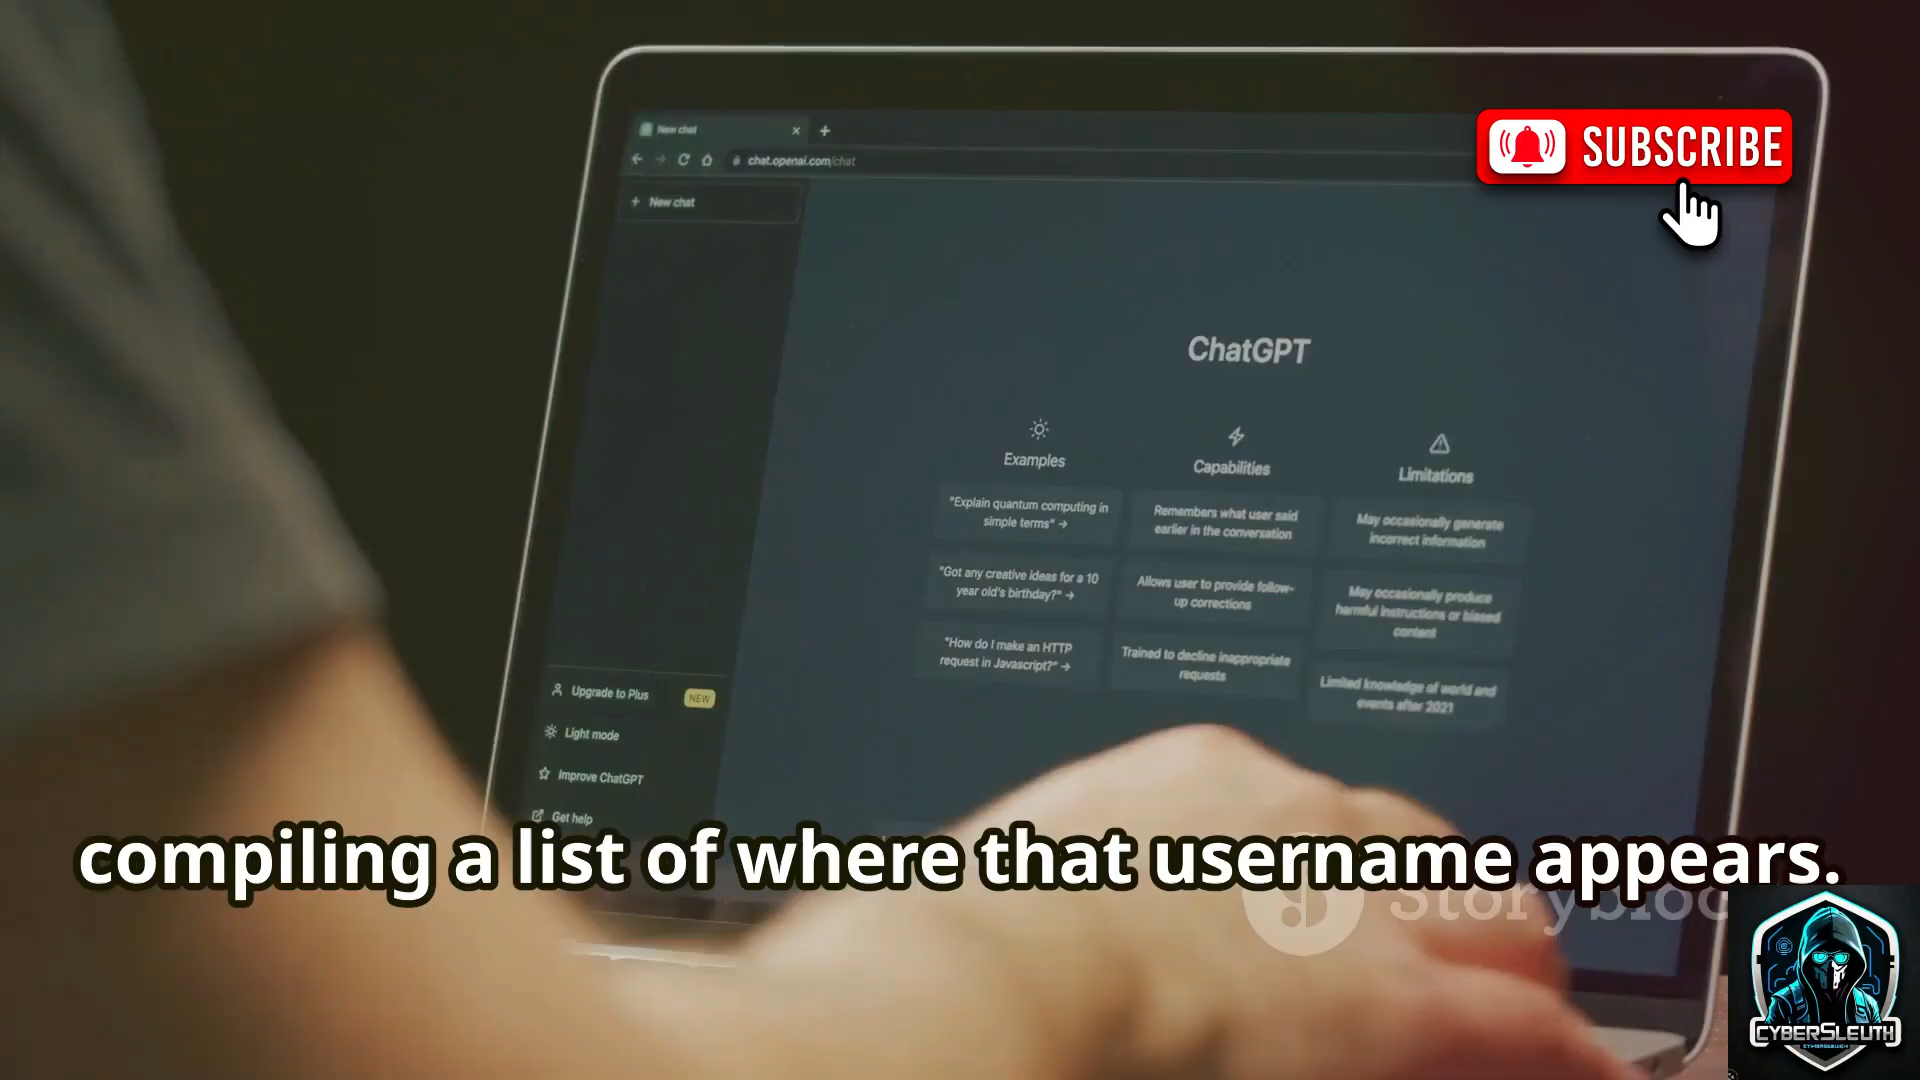 New chat
chat.openai.com/chat
SUBSCRIBE
New chat
ChatGPT
Examples
Capabilities
Limitations
"Explain quantum computing in
simple terms" →
Remembers what user said
earlier in the conversation
May occasionally generate
incorrect information
"Got any creative ideas for a 10
year old's birthday?" →
Allows user to provide follow-
up corrections
May occasionally produce
harmful instructions or biased
content
"How do I make an HTTP
request in Javascript?" →
Trained to decline inappropriate
requests
Limited knowledge of world and
events after 2021
Upgrade to Plus NEW
Light mode
Improve ChatGPT
Get help
compiling a list of where that username appears.
Storybloc
CYBERSLEUTH